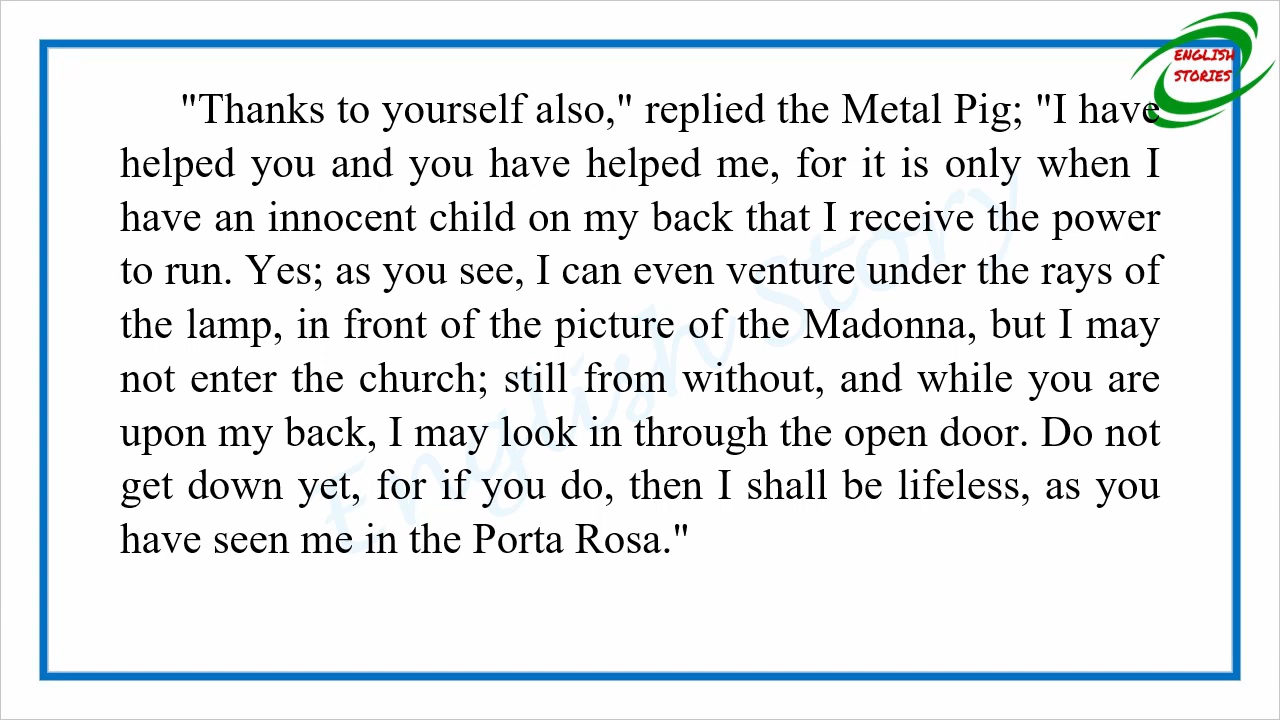 ENGLISH
STORIES
"Thanks to yourself also," replied the Metal Pig; "I have
helped you and you have helped me, for it is only when I
have an innocent child on my back that I receive the power
to run. Yes; as you see, I can even venture under the rays of
the lamp, in front of the picture of the Madonna, but I may
not enter the church; still from without, and while you are
upon my back, I may look in through the open door. Do not
get down yet, for if you do, then I shall be lifeless, as you
have seen me in the Porta Rosa."
English Story